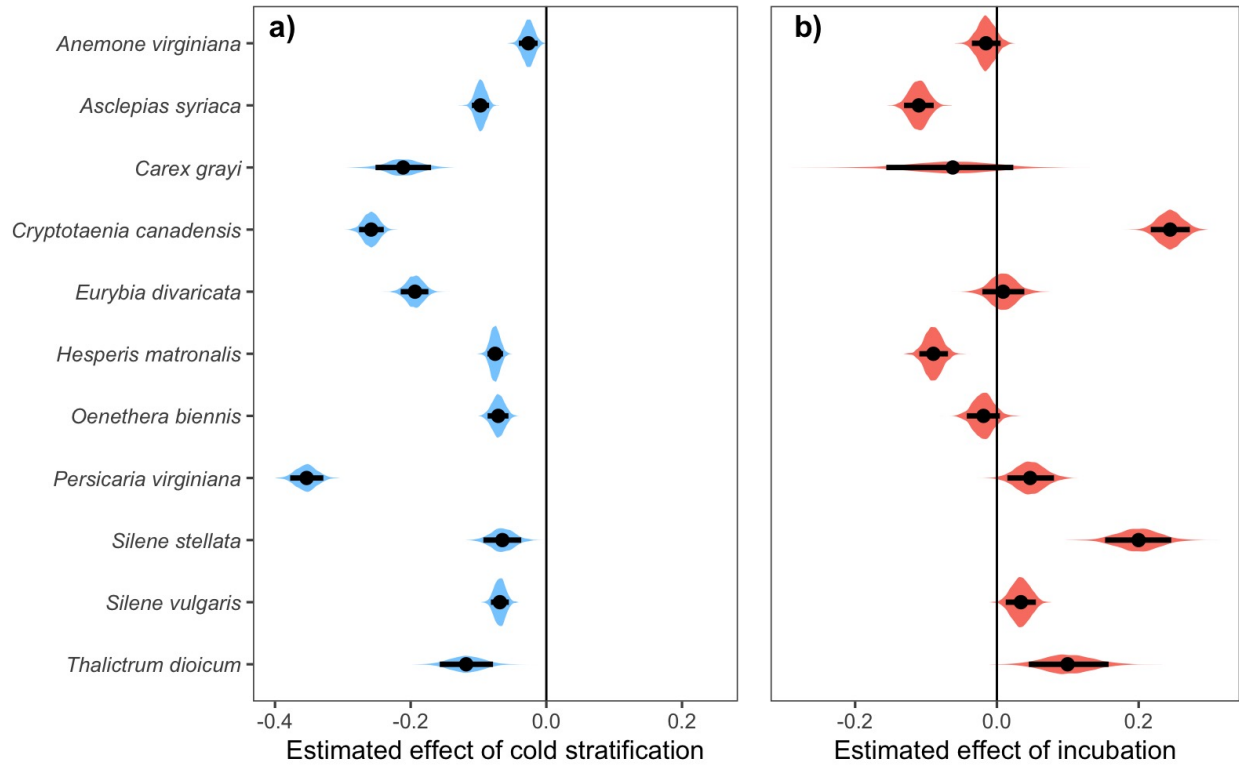 a)
b)
Anemone virginiana
Asclepias syriaca
Carex grayi
Cryptotaenia canadensis
Eurybia divaricata
Hesperis matronalis
Oenethera biennis
Persicaria virginiana
Silene stellata
Silene vulgaris
Thalictrum dioicum
-0.4 -0.2 0.0 0.2
-0.2 0.0 0.2
Estimated effect of cold stratification
Estimated effect of incubation